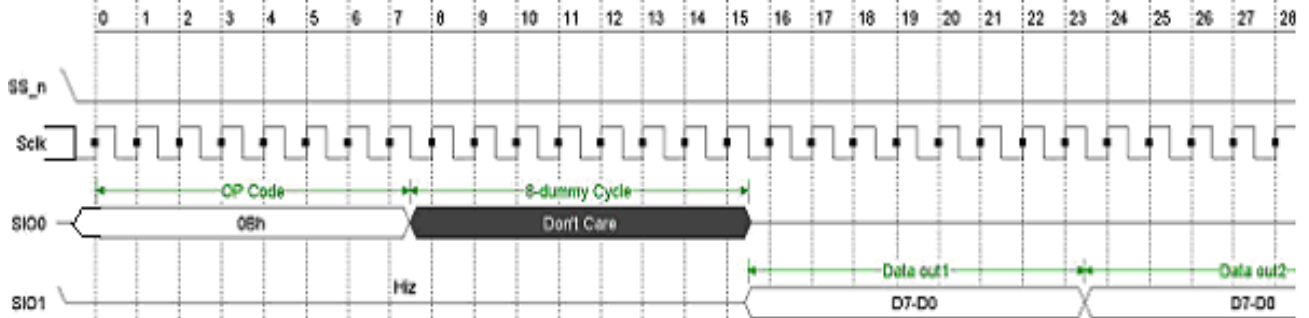 0 1 2 3 4 5 6 7 8 9 10 11 12 13 14 15 16 17 18 19 20 21 22 23 24 25 26 27 28
SS_n
Sclk
OP Code 8-dummy Cycle
SIO0 0Bh Don't Care
Data out1 Data out2
Hiz
SIO1 D7-D0 D7-D0